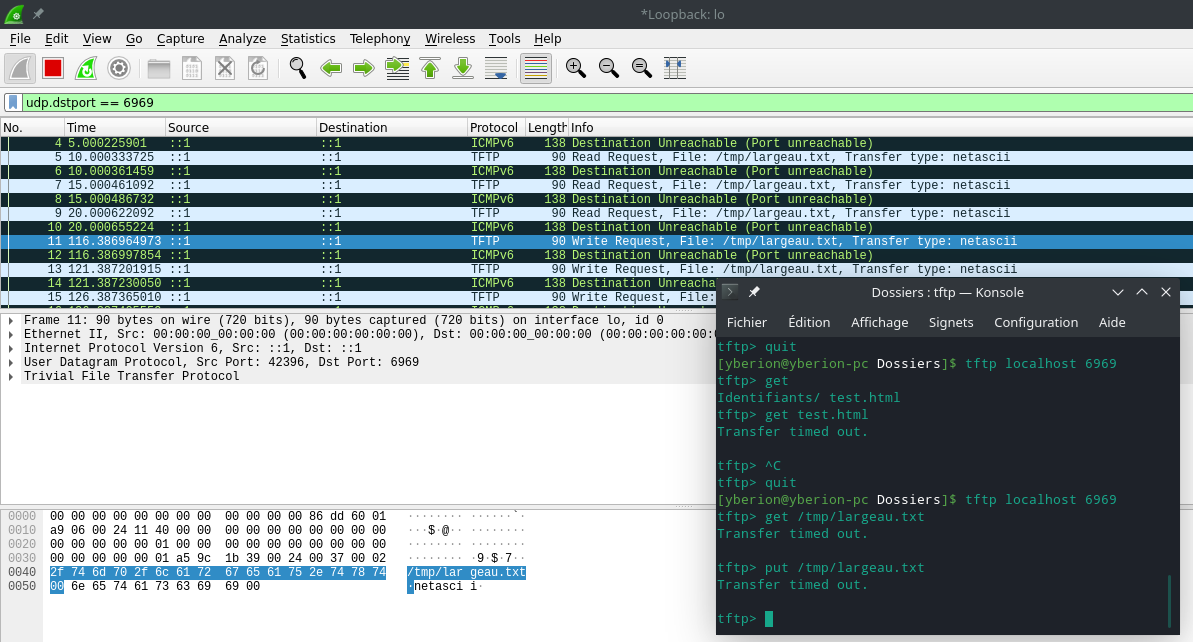 *Loopback: lo
File Edit View Go Capture Analyze Statistics Telephony Wireless Tools Help
udp.dstport == 6969
No. Time Source Destination Protocol Length Info
4 5.000225901 ::1 ::1 ICMPv6 138 Destination Unreachable (Port unreachable)
5 10.000333725 ::1 ::1 TFTP 90 Read Request, File: /tmp/largeau.txt, Transfer type: netascii
6 10.000361459 ::1 ::1 ICMPv6 138 Destination Unreachable (Port unreachable)
7 15.000461092 ::1 ::1 TFTP 90 Read Request, File: /tmp/largeau.txt, Transfer type: netascii
8 15.000486732 ::1 ::1 ICMPv6 138 Destination Unreachable (Port unreachable)
9 20.000622092 ::1 ::1 TFTP 90 Read Request, File: /tmp/largeau.txt, Transfer type: netascii
10 20.000655224 ::1 ::1 ICMPv6 138 Destination Unreachable (Port unreachable)
11 116.386964973 ::1 ::1 TFTP 90 Write Request, File: /tmp/largeau.txt, Transfer type: netascii
12 116.386997854 ::1 ::1 ICMPv6 138 Destination Unreachable (Port unreachable)
13 121.387201915 ::1 ::1 TFTP 90 Write Request, File: /tmp/largeau.txt, Transfer type: netascii
14 121.387230050 ::1 ::1 ICMPv6 138 Destination Unreacha
15 126.387365010 ::1 ::1 TFTP 90 Write Request, File:
Frame 11: 90 bytes on wire (720 bits), 90 bytes captured (720 bits) on interface lo, id 0
Ethernet II, Src: 00:00:00_00:00:00 (00:00:00:00:00:00), Dst: 00:00:00_00:00:00 (00:00:00:00:00:0
Internet Protocol Version 6, Src: ::1, Dst: ::1
User Datagram Protocol, Src Port: 42396, Dst Port: 6969
Trivial File Transfer Protocol
0000 00 00 00 00 00 00 00 00 00 00 00 00 86 dd 60 01 ········ ······`·
0010 a9 06 00 24 11 40 00 00 00 00 00 00 00 00 00 00 ···$·@·· ········
0020 00 00 00 00 00 01 00 00 00 00 00 00 00 00 00 00 ········ ········
0030 00 00 00 00 00 01 a5 9c 1b 39 00 24 00 37 00 02 ········ ·9·$·7··
0040 2f 74 6d 70 2f 6c 61 72 67 65 61 75 2e 74 78 74 /tmp/lar geau.txt
0050 00 6e 65 74 61 73 63 69 69 00 ·netasci i·
Dossiers : tftp — Konsole
Fichier Édition Affichage Signets Configuration Aide
tftp> quit
[yberion@yberion-pc Dossiers]$ tftp localhost 6969
tftp> get
Identifiants/ test.html
tftp> get test.html
Transfer timed out.
tftp> ^C
tftp> quit
[yberion@yberion-pc Dossiers]$ tftp localhost 6969
tftp> get /tmp/largeau.txt
Transfer timed out.
tftp> put /tmp/largeau.txt
Transfer timed out.
tftp>